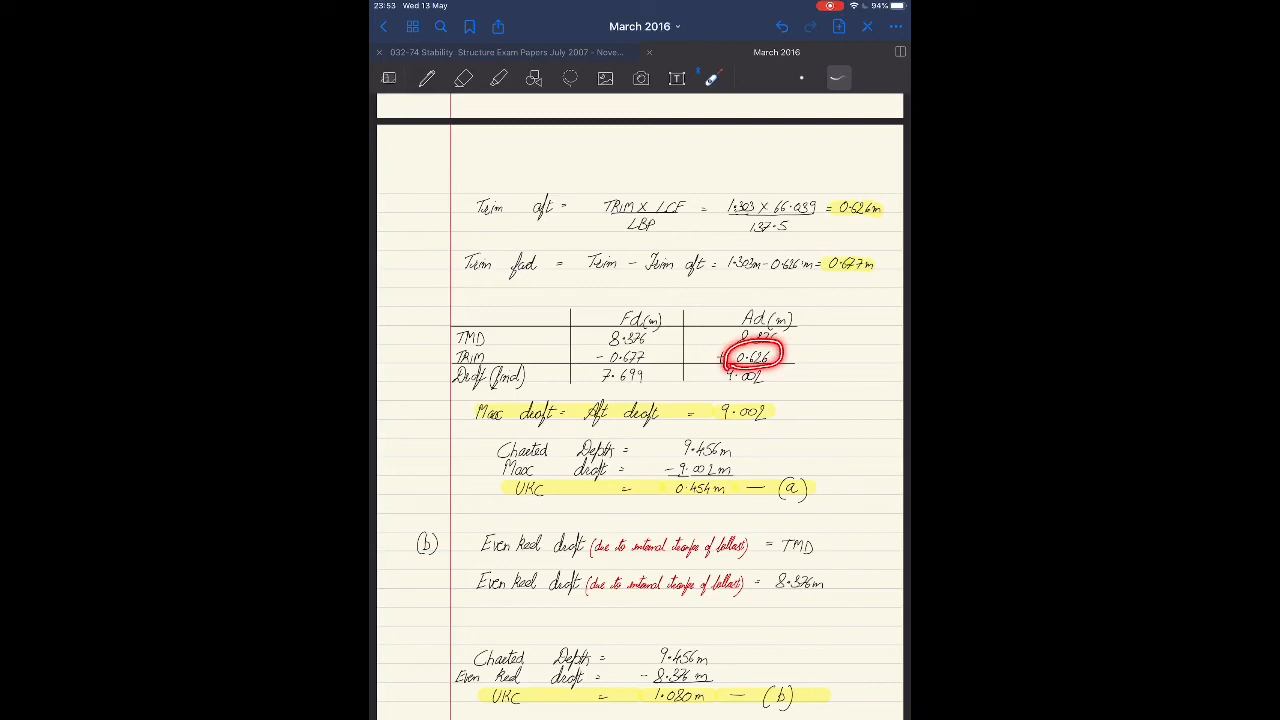 23:53 Wed 13 May
94%
March 2016
032-74 Stability Structure Exam Papers July 2007 - Nove...
March 2016
Trim aft = TRIM X LCF / LBP = 1.303 X 66.039 / 137.5 = 0.626m
Trim fwd = Trim - Trim aft = 1.303m - 0.626m = 0.677m
Fd(m) Ad(m)
TMD 8.376 8.376
TRIM - 0.677 + 0.626
Draft (final) 7.699 9.002
Max draft = Aft draft = 9.002
Charted Depth = 9.456m
Max draft = - 9.002m
UKC = 0.454m — (a)
(b) Even keel draft (due to internal transfer of ballast) = TMD
Even keel draft (due to internal transfer of ballast) = 8.376m
Charted Depth = 9.456m
Even keel draft = - 8.376m
UKC = 1.080m — (b)